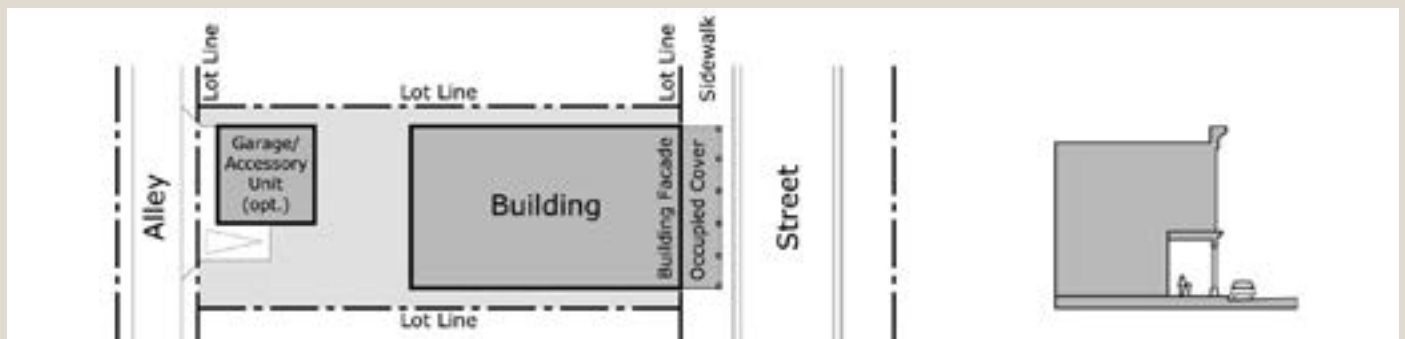 Lot Line
Lot Line
Lot Line
Sidewalk
Alley
Garage/
Accessory
Unit
(opt.)
Building
Building Facade
Occupied Cover
Street
Lot Line